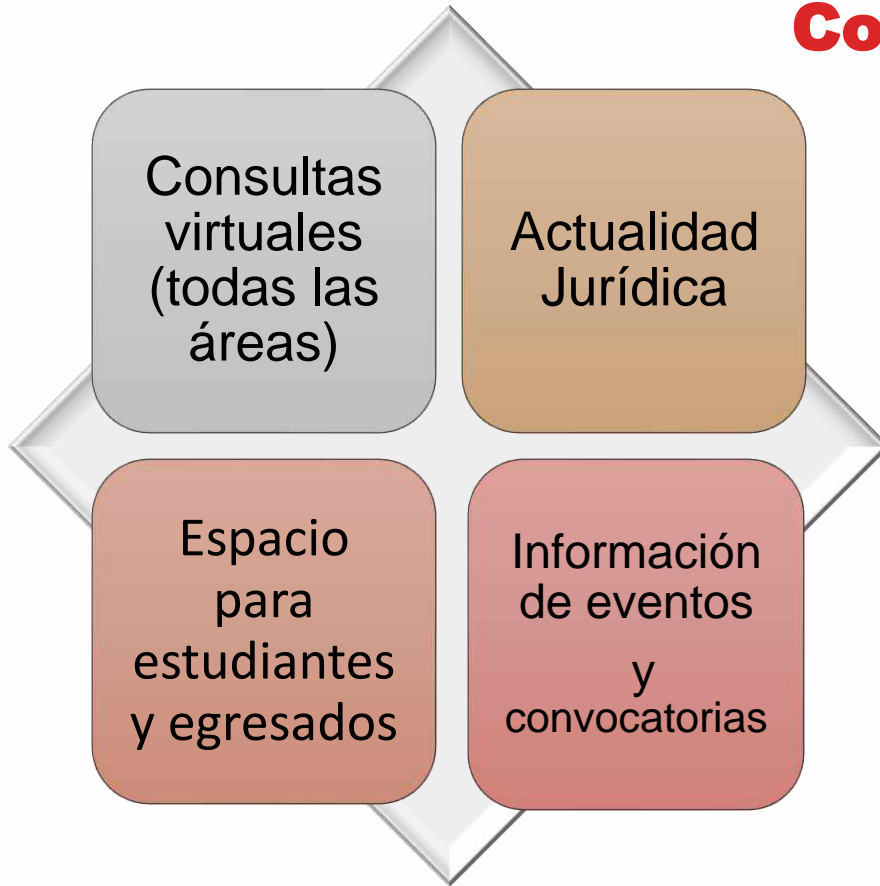 Co
Consultas
virtuales
(todas las
áreas)
Actualidad
Jurídica
Espacio
para
estudiantes
y egresados
Información
de eventos
y
convocatorias